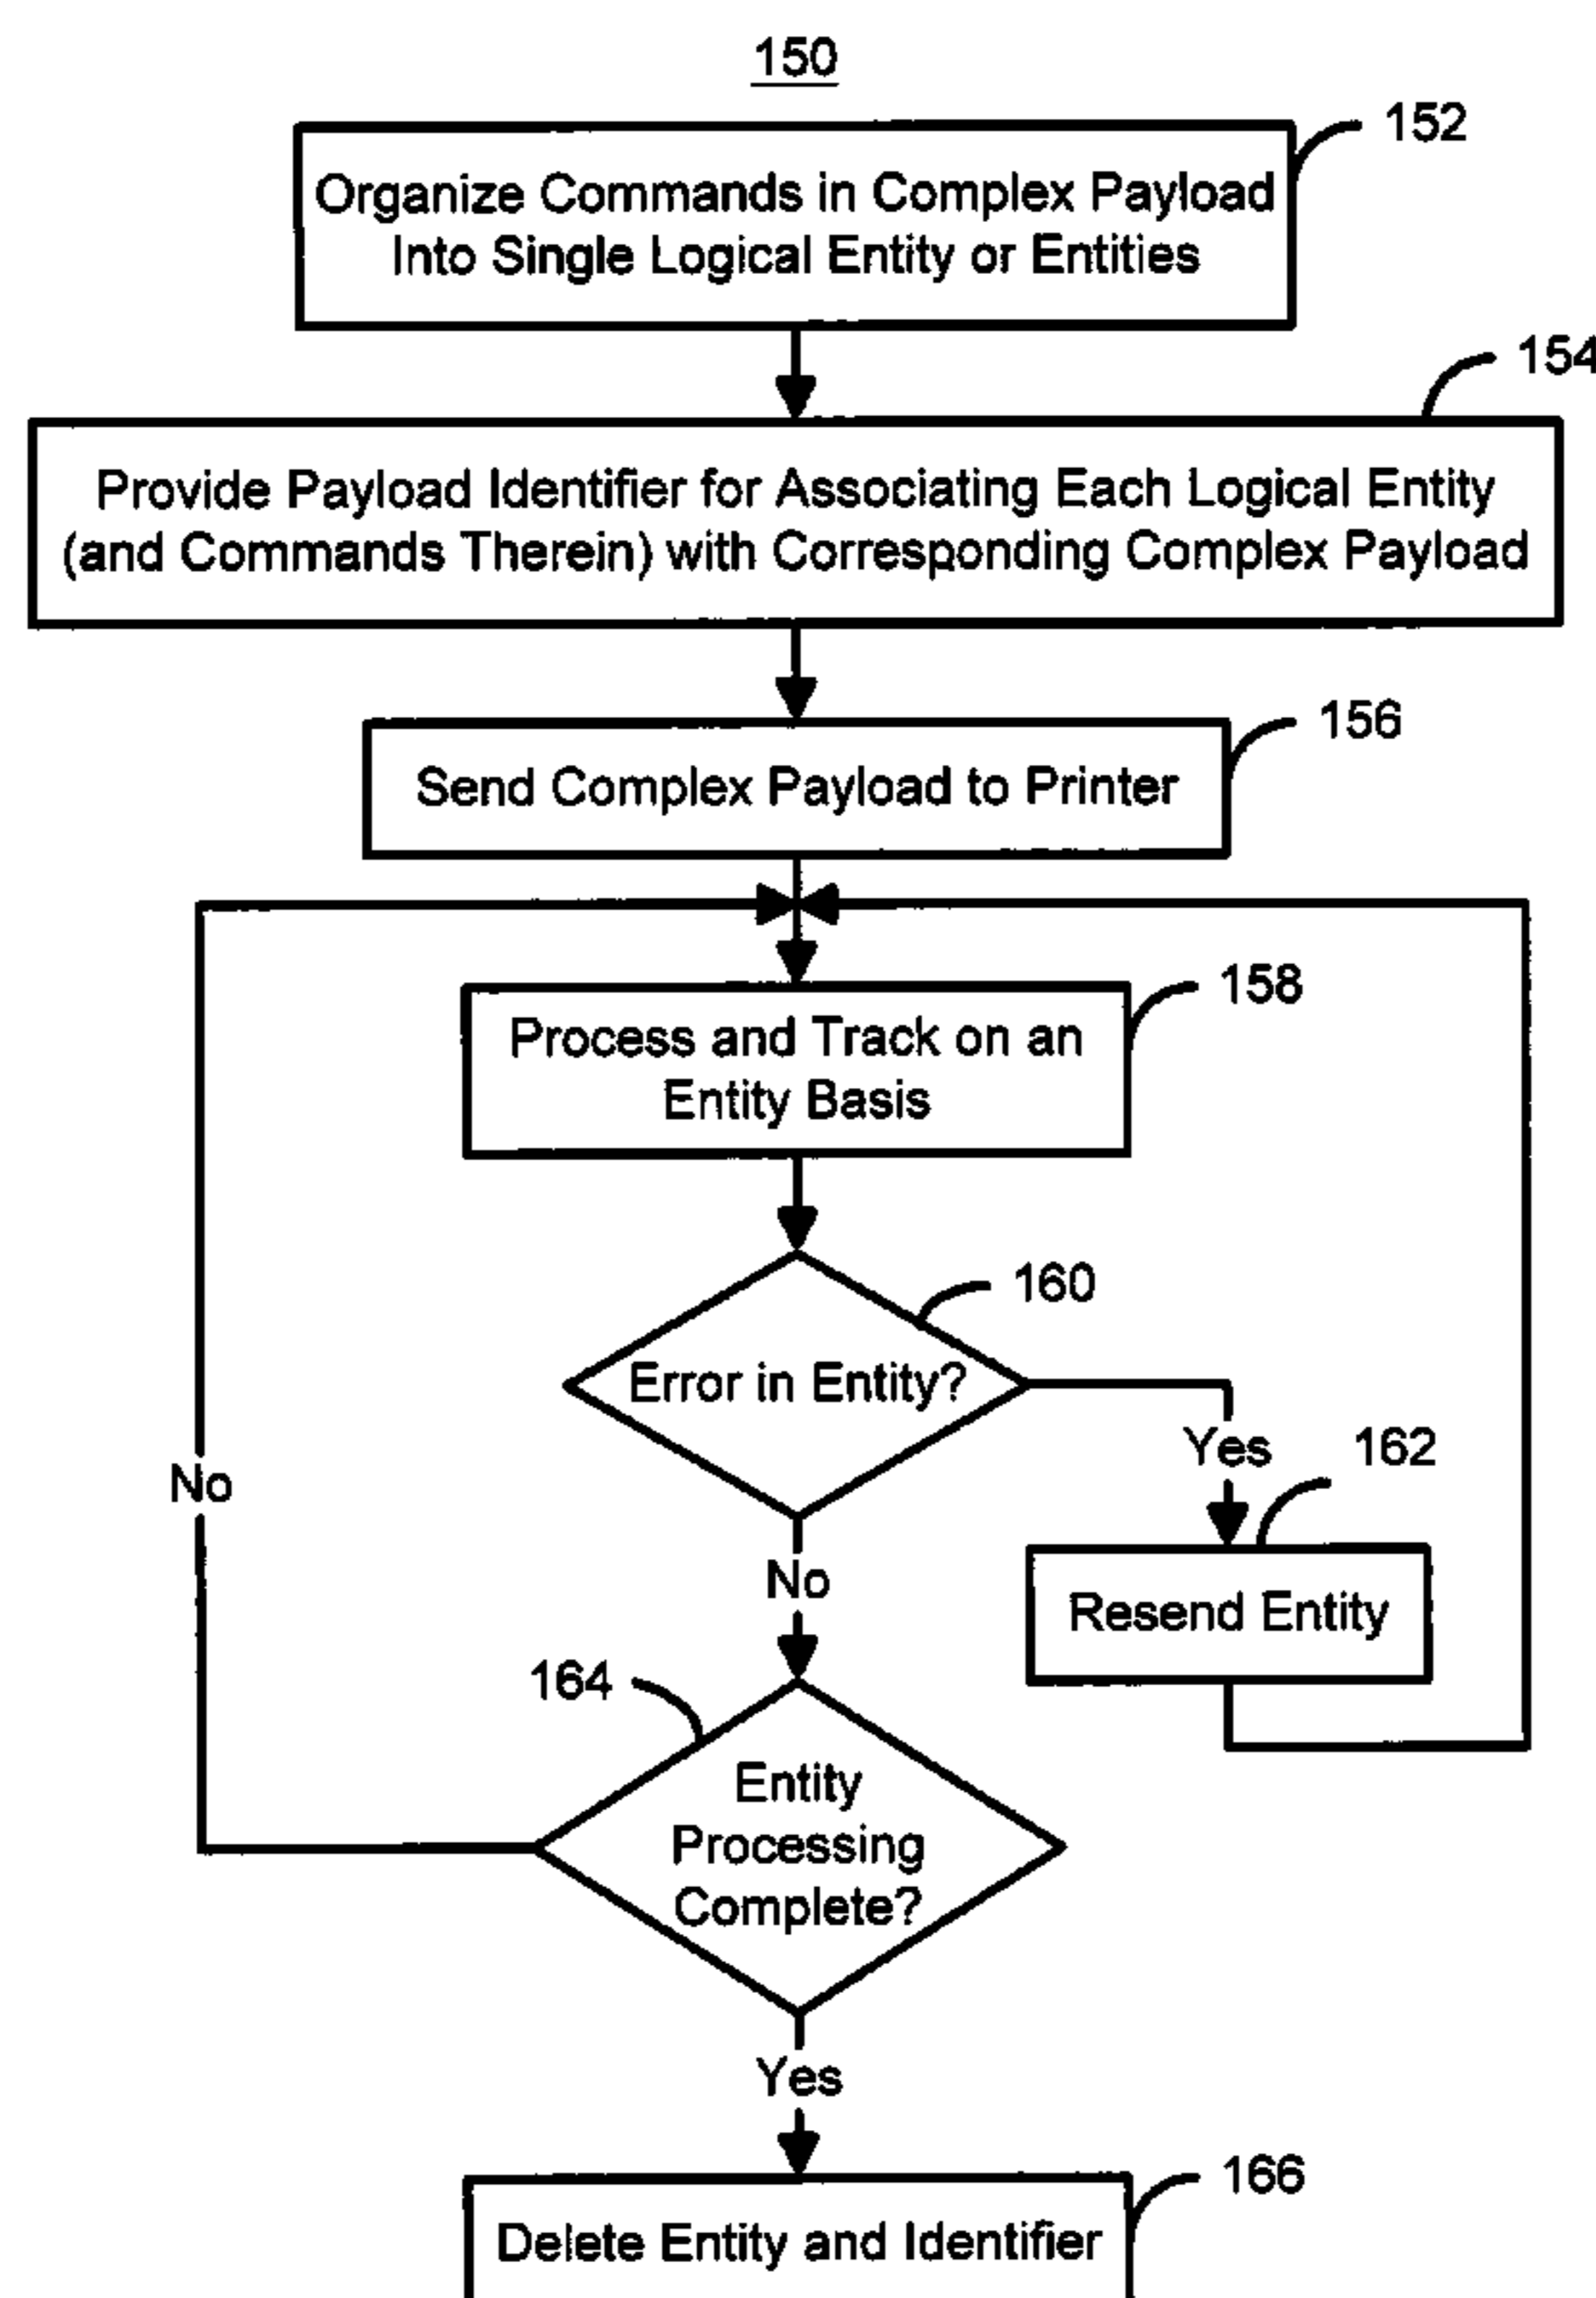 150
152
Organize Commands in Complex Payload
Into Single Logical Entity or Entities
154
Provide Payload Identifier for Associating Each Logical Entity
(and Commands Therein) with Corresponding Complex Payload
156
Send Complex Payload to Printer
158
Process and Track on an
Entity Basis
160
Error in Entity?
Yes
162
No
No
Resend Entity
164
Entity
Processing
Complete?
Yes
166
Delete Entity and Identifier